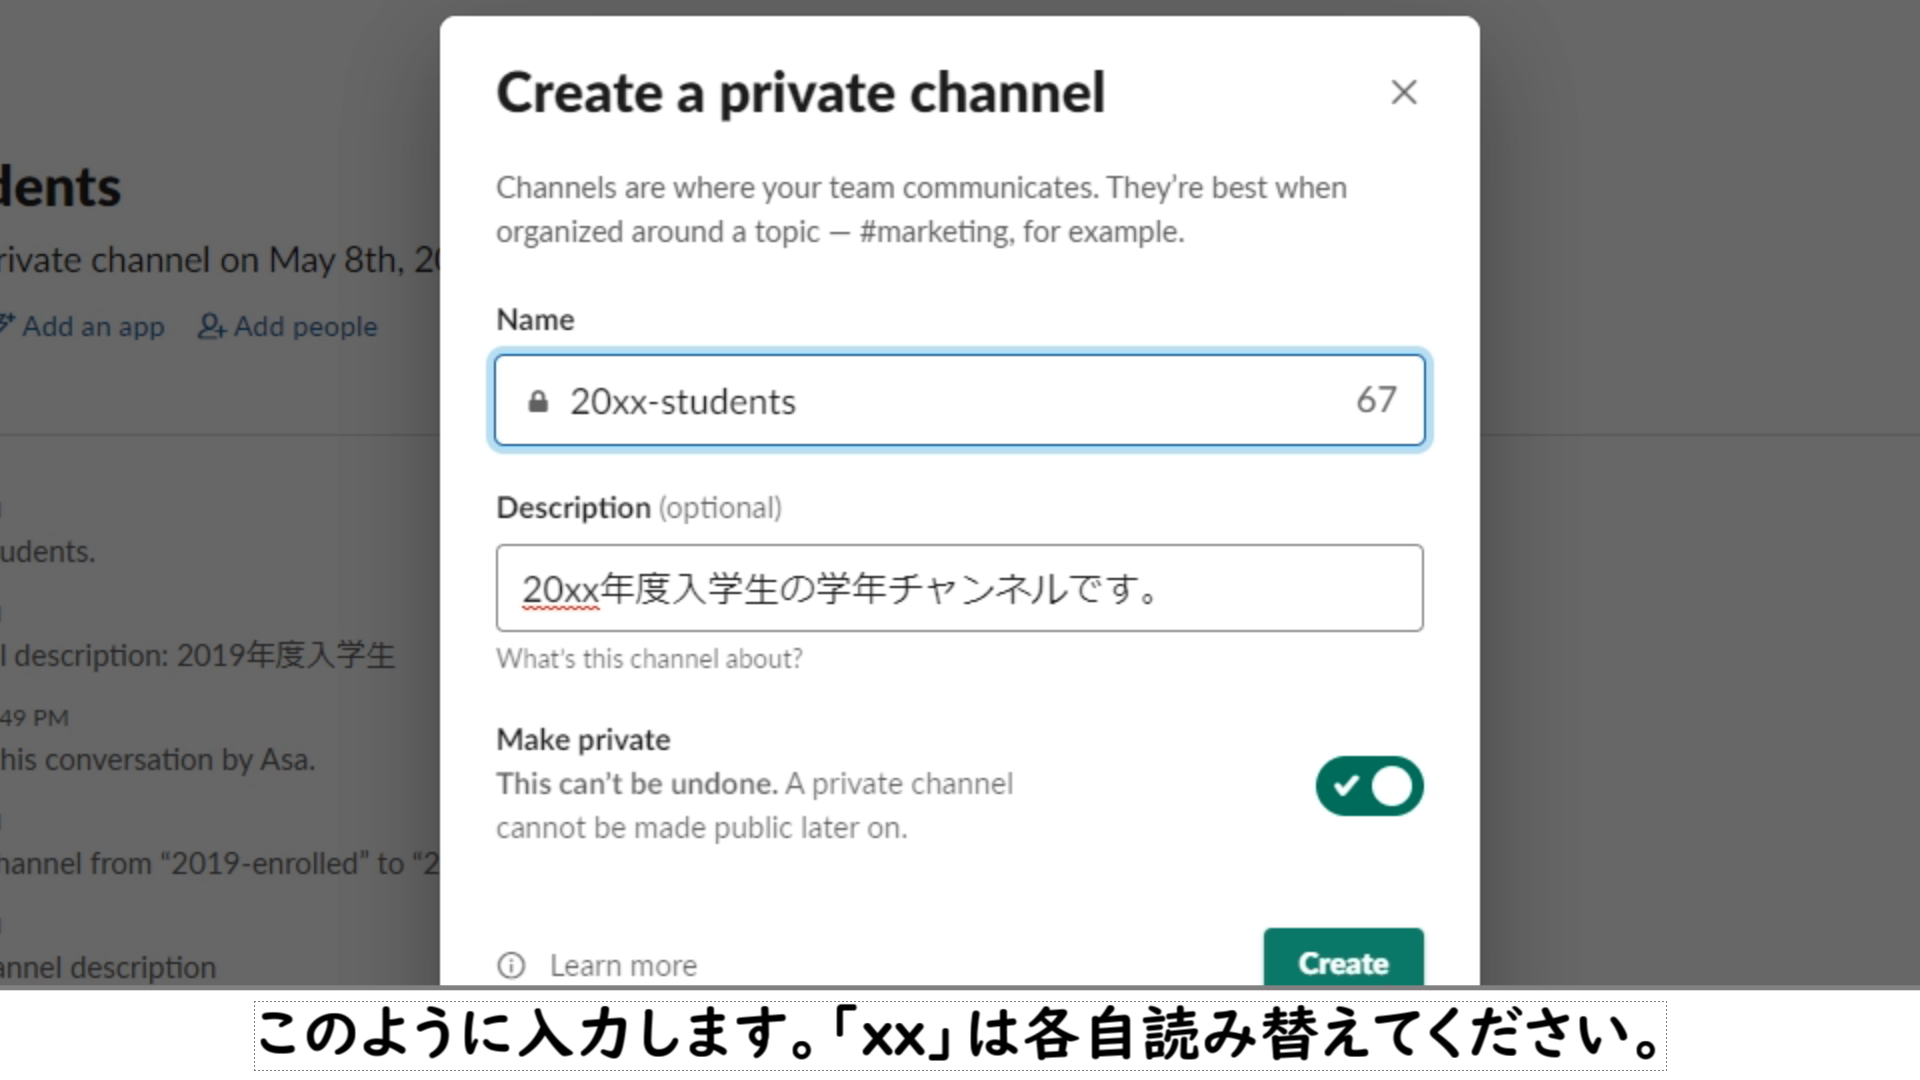 Create a private channel
Channels are where your team communicates. They're best when
organized around a topic — #marketing, for example.
Name
20xx-students 67
Description (optional)
20xx年度入学生の学年チャンネルです。
What's this channel about?
Make private
This can't be undone. A private channel
cannot be made public later on.
Learn more
Create
dents
rivate channel on May 8th, 20
Add an app Add people
udents.
l description: 2019年度入学生
49 PM
his conversation by Asa.
hannel from “2019-enrolled” to “2
annel description
このように入力します。「xx」は各自読み替えてください。